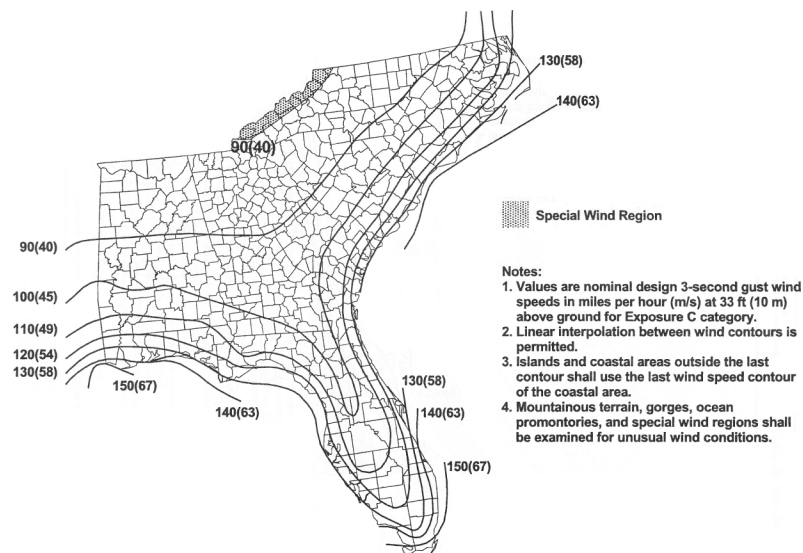 130(58)
140(63)
90(40)
Special Wind Region
90(40)
Notes:
1. Values are nominal design 3-second gust wind
speeds in miles per hour (m/s) at 33 ft (10 m)
above ground for Exposure C category.
2. Linear interpolation between wind contours is
permitted.
3. Islands and coastal areas outside the last
contour shall use the last wind speed contour
of the coastal area.
4. Mountainous terrain, gorges, ocean
promontories, and special wind regions shall
be examined for unusual wind conditions.
100(45)
110(49)
120(54)
130(58)
150(67)
140(63)
130(58)
140(63)
150(67)